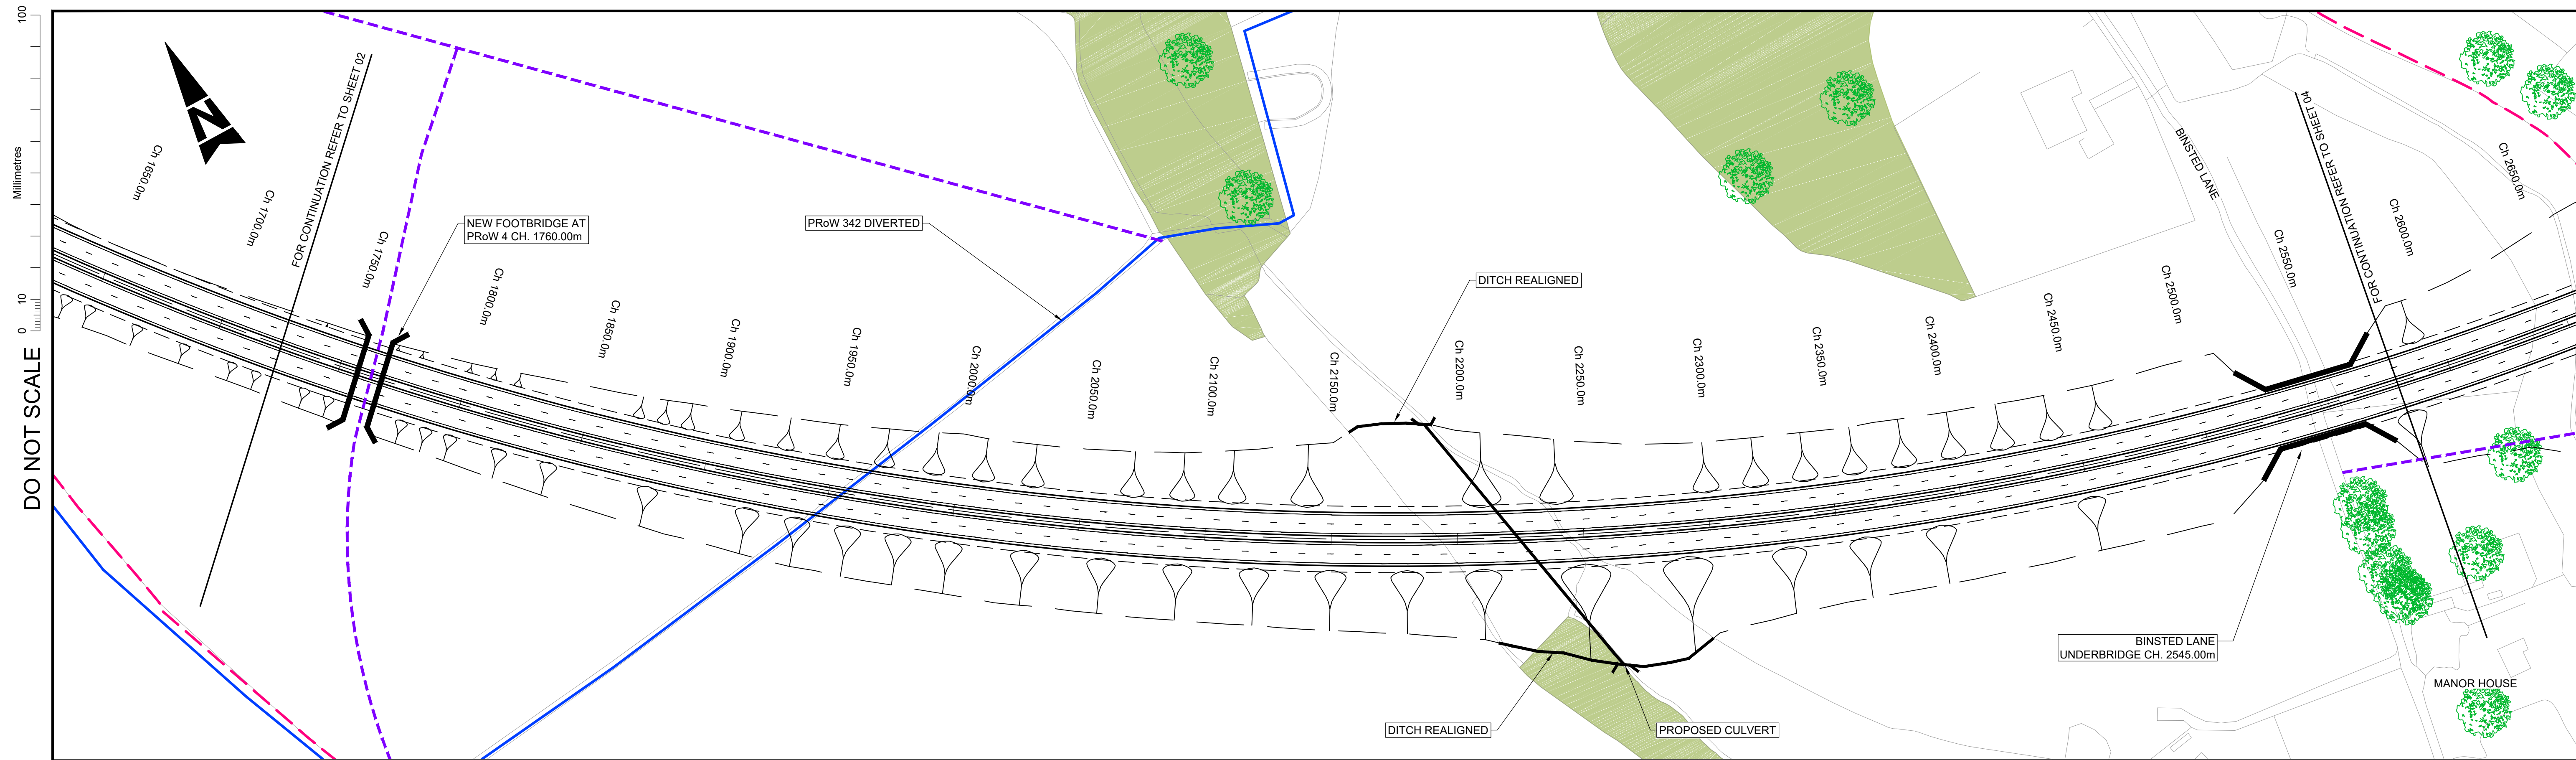 100
Millimetres
10
0
DO NOT SCALE
N
Ch 1650.0m
Ch 1700.0m
FOR CONTINUATION REFER TO SHEET 02
Ch 1750.0m
NEW FOOTBRIDGE AT
PRoW 4 CH. 1760.00m
Ch 1800.0m
Ch 1850.0m
Ch 1900.0m
Ch 1950.0m
PRoW 342 DIVERTED
Ch 2000.0m
Ch 2050.0m
Ch 2100.0m
Ch 2150.0m
DITCH REALIGNED
Ch 2200.0m
Ch 2250.0m
Ch 2300.0m
Ch 2350.0m
Ch 2400.0m
Ch 2450.0m
Ch 2500.0m
BINSTED LANE
Ch 2550.0m
FOR CONTINUATION REFER TO SHEET 04
Ch 2600.0m
Ch 2650.0m
DITCH REALIGNED
PROPOSED CULVERT
BINSTED LANE
UNDERBRIDGE CH. 2545.00m
MANOR HOUSE